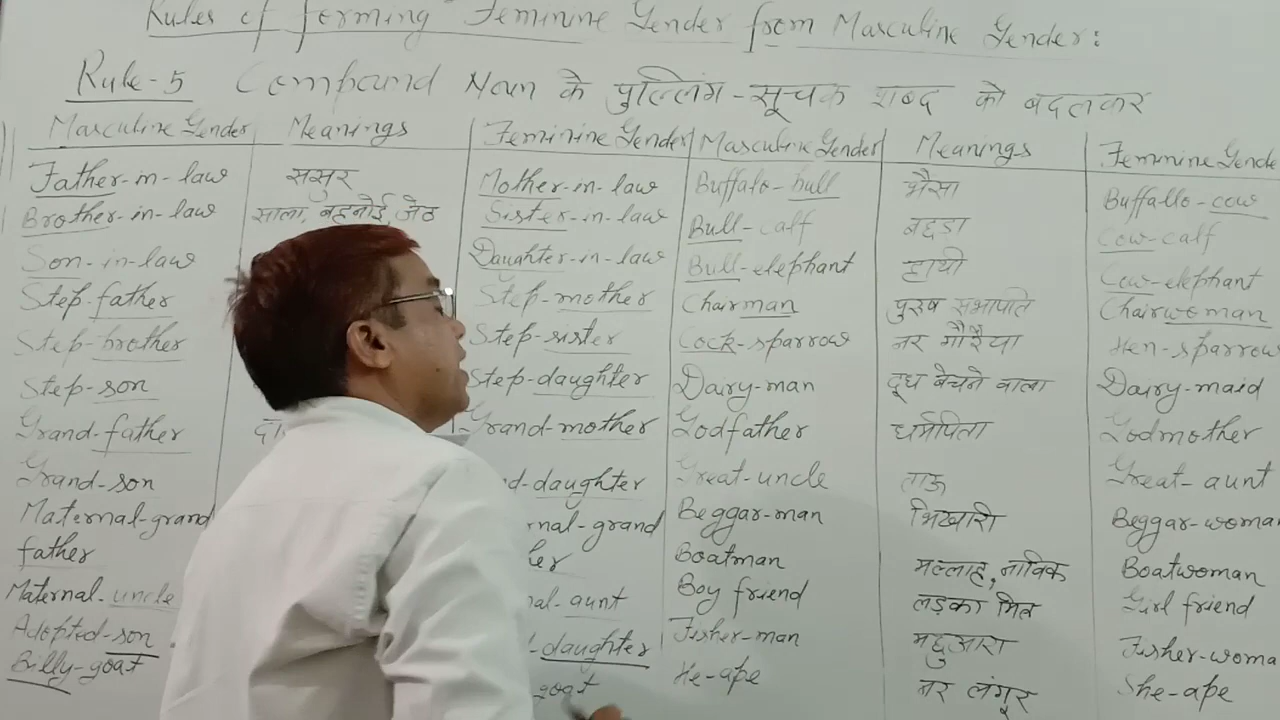 Rules of forming Feminine Gender from Masculine Gender:
Rule-5 Compound Noun के पुल्लिंग-सूचक शब्द को बदलकर
Masculine Gender Meanings Feminine Gender Masculine Gender Meanings Feminine Gende
Father-in-law ससुर Mother-in-law Buffalo-bull भैंसा Buffallo-cow
Brother-in-law साला, बहनोई, जेठ Sister-in-law Bull-calf बछडा Cow-calf
Son-in-law Daughter-in-law Bull-elephant हाथी Cow-elephant
Step-father Step-mother Chairman पुरुष सभापति Chairwoman
Step-brother Step-sister Cock-sparrow नर गौरैया Hen-sparrow
Step-son Step-daughter Dairy-man दूध बेचने वाला Dairy-maid
Grand-father Grand-mother Godfather धर्मपिता Godmother
Grand-son d-daughter Great-uncle ताऊ Great-aunt
Maternal-grand rnal-grand Beggar-man भिखारी Beggar-woma
father her Boatman मल्लाह, नाविक Boatwoman
Maternal-uncle nal-aunt Boy friend लड़का मित्र Girl friend
Adopted-son -daughter Fisher-man मछुआरा Fisher-woma
Billy-goat goat He-ape नर लंगूर She-ape